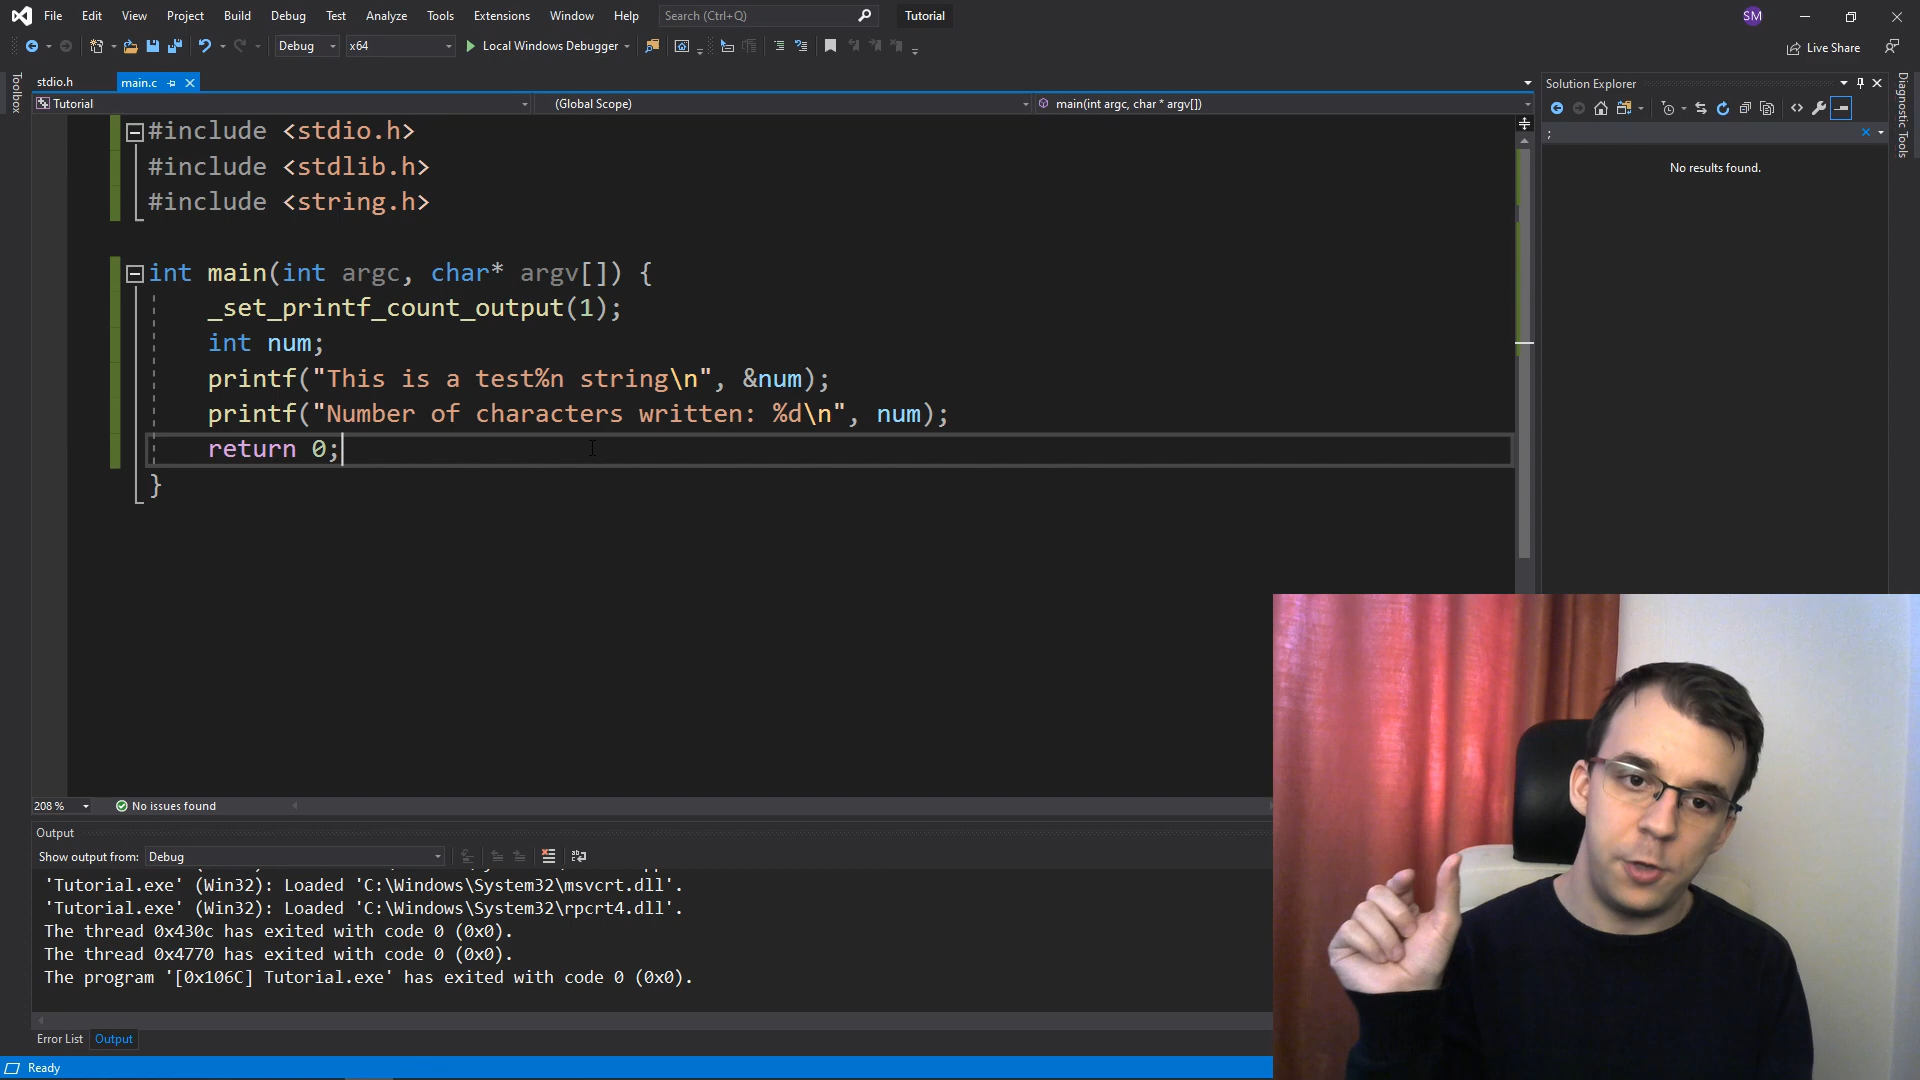 File Edit View Project Build Debug Test Analyze Tools Extensions Window Help Search (Ctrl+Q) Tutorial SM
Debug x64 Local Windows Debugger Live Share
Toolbox
stdio.h main.c
Tutorial (Global Scope) main(int argc, char * argv[])
#include <stdio.h>
#include <stdlib.h>
#include <string.h>
int main(int argc, char* argv[]) {
_set_printf_count_output(1);
int num;
printf("This is a test%n string\n", &num);
printf("Number of characters written: %d\n", num);
return 0;
}
Solution Explorer
;
No results found.
Diagnostic Tools
208 % No issues found
Output
Show output from: Debug
'Tutorial.exe' (Win32): Loaded 'C:\Windows\System32\msvcrt.dll'.
'Tutorial.exe' (Win32): Loaded 'C:\Windows\System32\rpcrt4.dll'.
The thread 0x430c has exited with code 0 (0x0).
The thread 0x4770 has exited with code 0 (0x0).
The program '[0x106C] Tutorial.exe' has exited with code 0 (0x0).
Error List Output
Ready